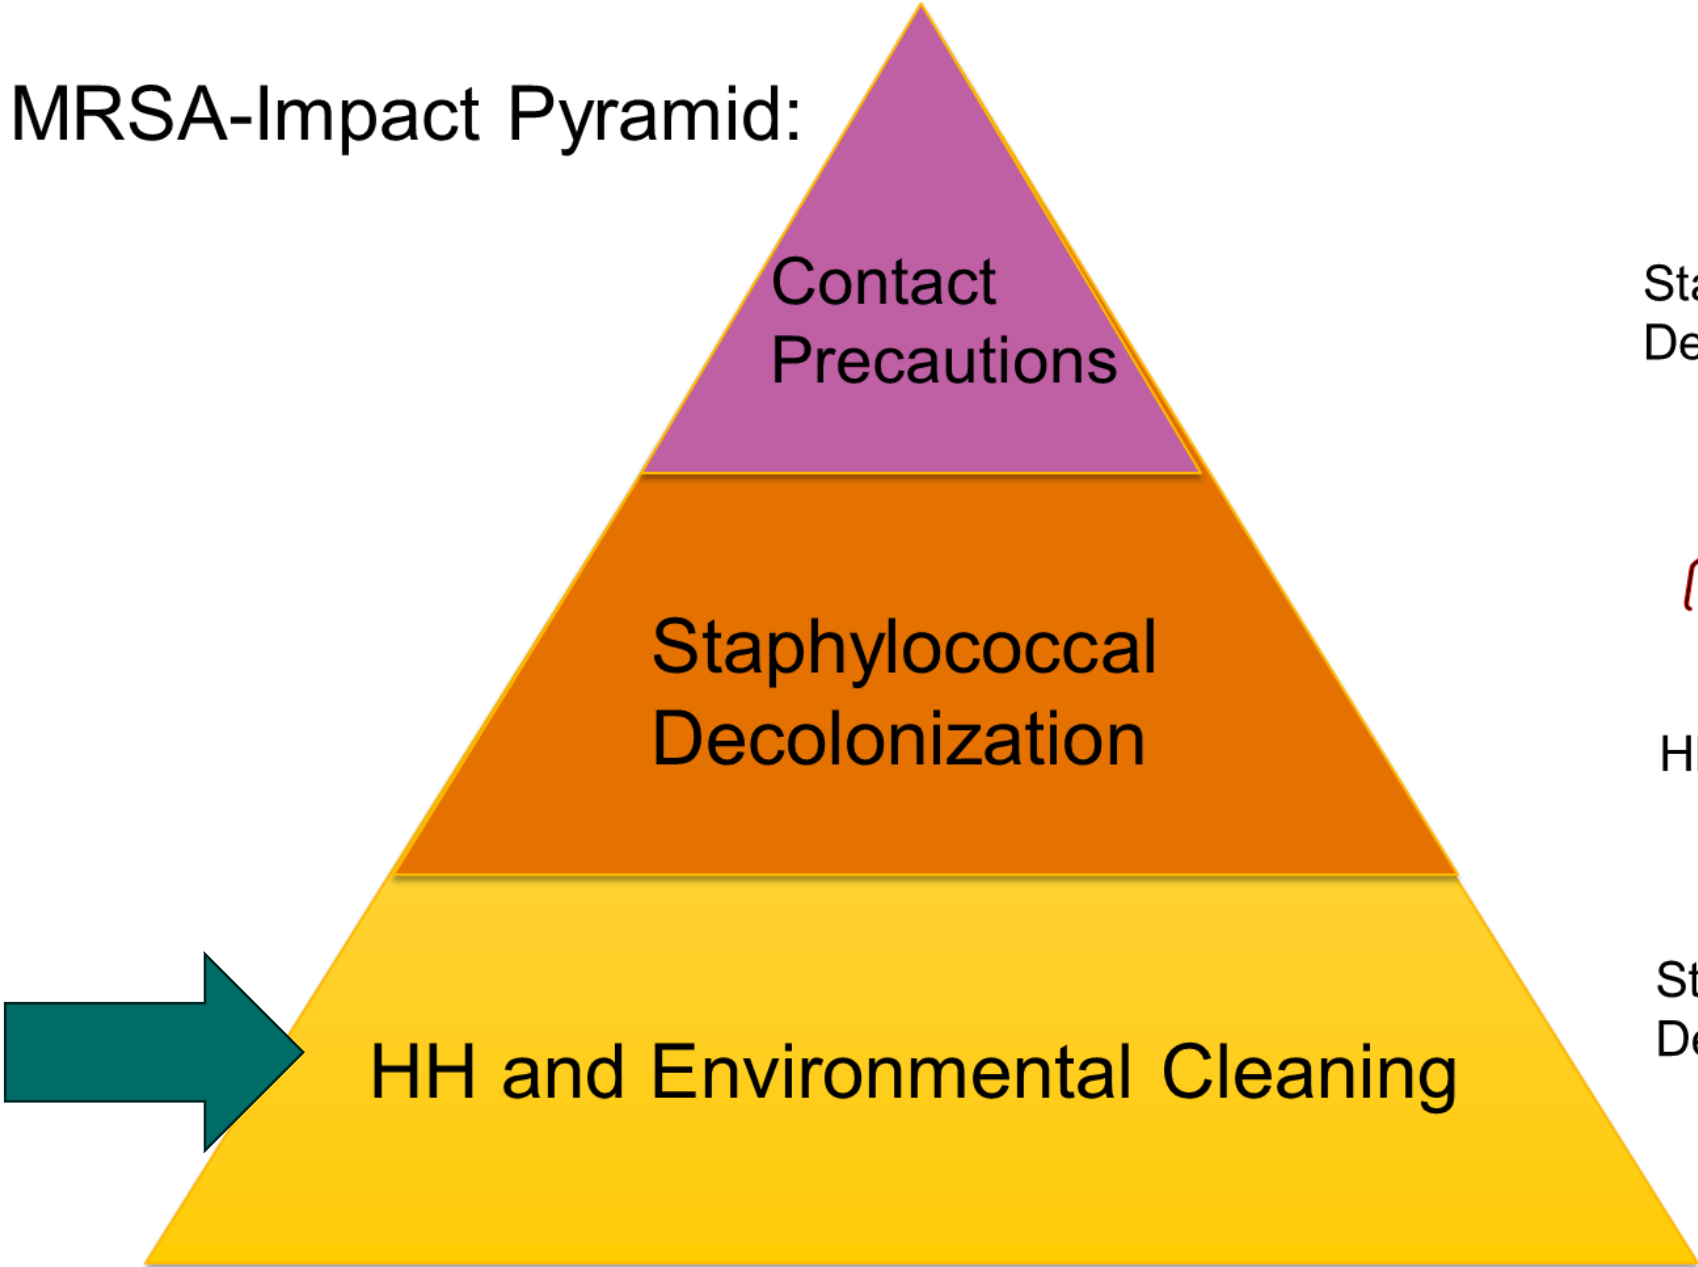 MRSA-Impact Pyramid:
Contact
Precautions
Staphylococcal
Decolonization
HH and Environmental Cleaning